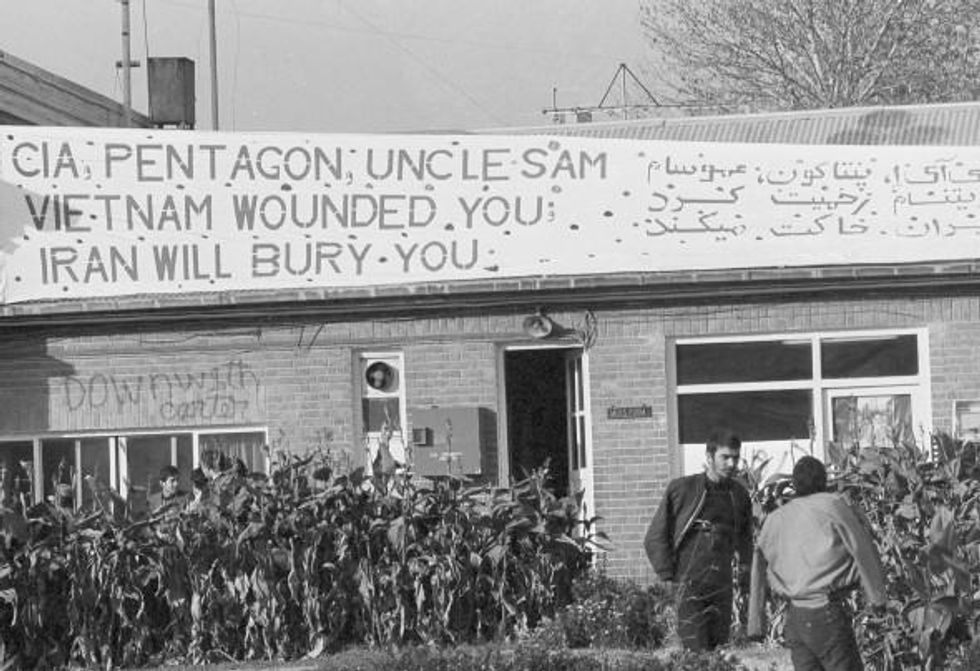 CIA, PENTAGON, UNCLE SAM
VIETNAM WOUNDED YOU,
IRAN WILL BURY YOU
پنتاگون، عموسام
زخمیت کرد
خاکت میکند
DOWN with
carter